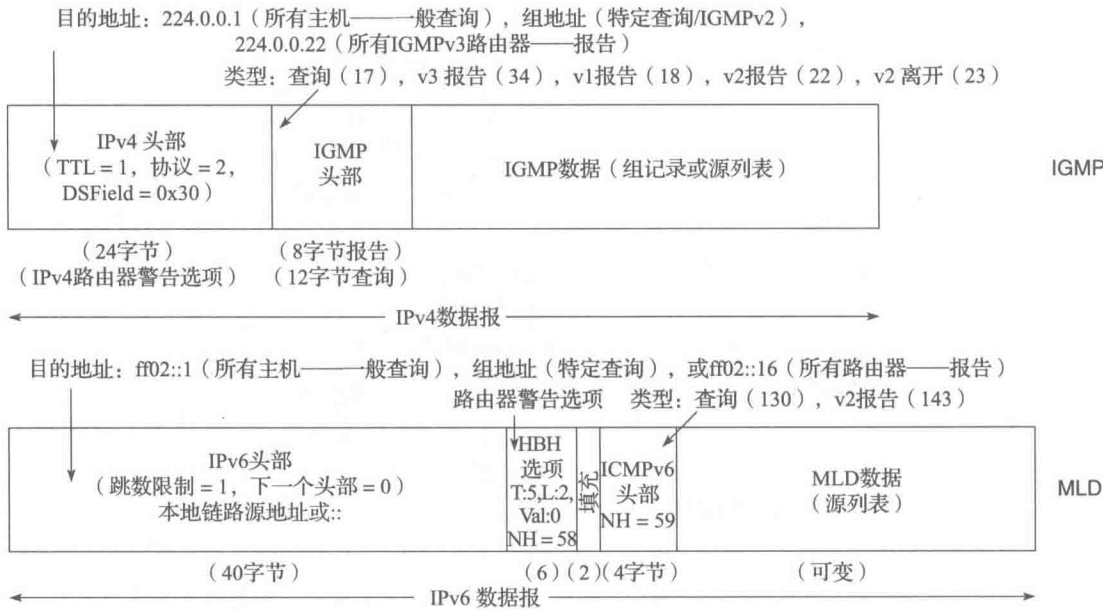 目的地址：224.0.0.1（所有主机——一般查询），组地址（特定查询/IGMPv2），
224.0.0.22（所有IGMPv3路由器——报告）
类型：查询（17），v3 报告（34），v1报告（18），v2报告（22），v2 离开（23）
IPv4 头部
（TTL = 1，协议 = 2，
DSField = 0x30）
IGMP
头部
IGMP数据（组记录或源列表）
IGMP
（24字节）
（IPv4路由器警告选项）
（8字节报告）
（12字节查询）
IPv4数据报
目的地址：ff02::1（所有主机——一般查询），组地址（特定查询），或ff02::16（所有路由器——报告）
路由器警告选项
类型：查询（130），v2报告（143）
IPv6头部
（跳数限制 = 1，下一个头部 = 0）
本地链路源地址或::
HBH
选项
T:5,L:2,
Val:0
NH = 58
填充
ICMPv6
头部
NH = 59
MLD数据
（源列表）
MLD
（40字节）
（6）
（2）
（4字节）
（可变）
IPv6 数据报